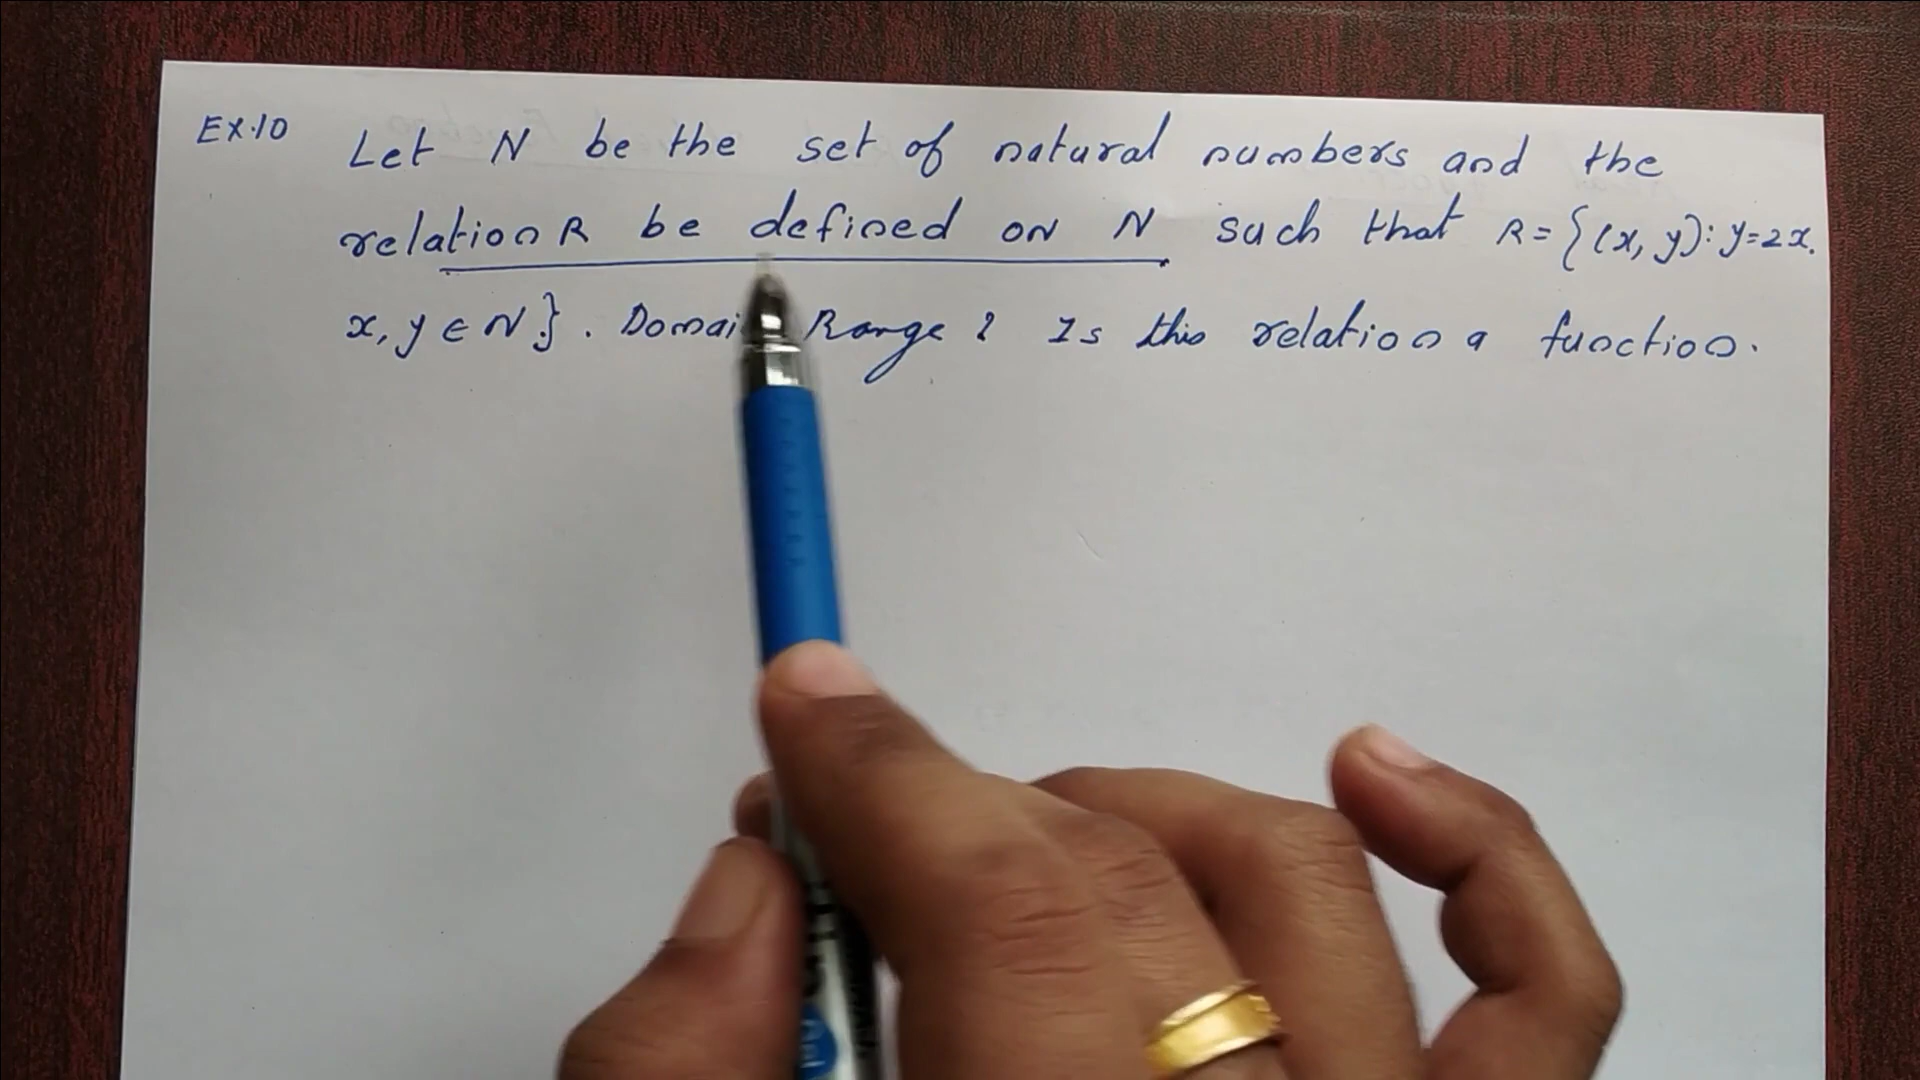 Ex.10 Let N be the set of natural numbers and the
relation R be defined on N such that R = {(x, y): y=2x.
x, y ∈ N}. Domai Range ? Is this relation a function.